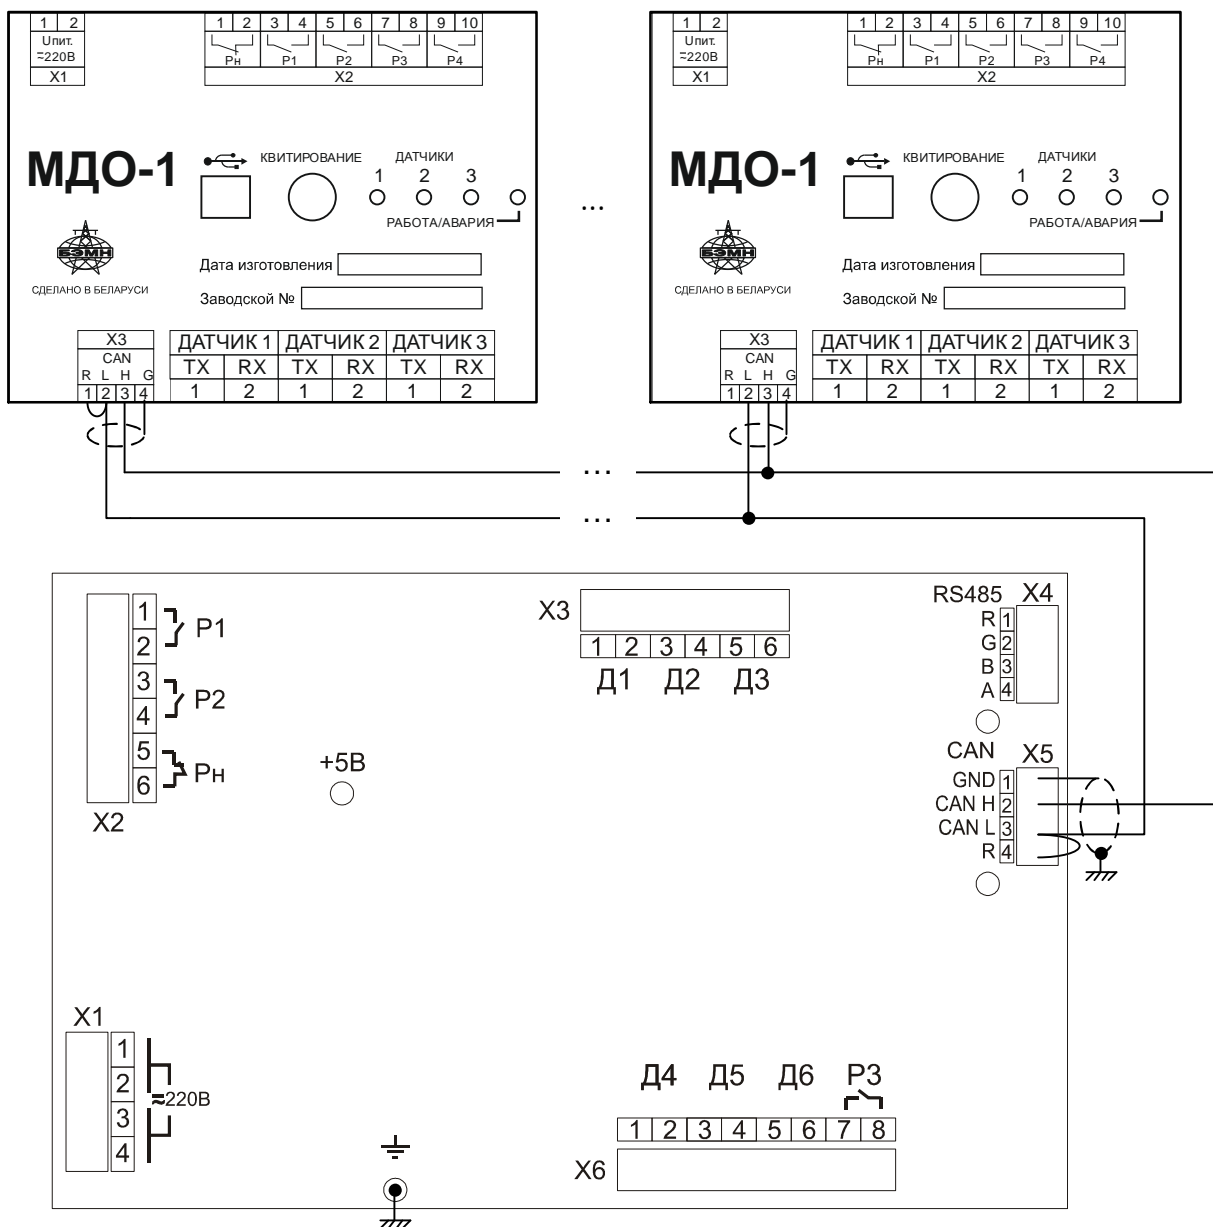 1 2 1 2 3 4 5 6 7 8 9 10 1 2 1 2 3 4 5 6 7 8 9 10
Uпит. Uпит.
≂220В Рн Р1 Р2 Р3 Р4 ≂220В Рн Р1 Р2 Р3 Р4
X1 X2 X1 X2
МДО-1 КВИТИРОВАНИЕ ДАТЧИКИ МДО-1 КВИТИРОВАНИЕ ДАТЧИКИ
1 2 3 1 2 3
...
РАБОТА/АВАРИЯ РАБОТА/АВАРИЯ
БЭМН БЭМН
Дата изготовления Дата изготовления
СДЕЛАНО В БЕЛАРУСИ СДЕЛАНО В БЕЛАРУСИ
Заводской № Заводской №
X3 ДАТЧИК 1 ДАТЧИК 2 ДАТЧИК 3 X3 ДАТЧИК 1 ДАТЧИК 2 ДАТЧИК 3
CAN CAN
R L H G TX RX TX RX TX RX R L H G TX RX TX RX TX RX
1 2 3 4 1 2 1 2 1 2 1 2 3 4 1 2 1 2 1 2
...
...
X3
1 2 3 4 5 6
Д1 Д2 Д3
RS485 X4
R 1
G 2
B 3
A 4
1
2
Р1
3
4
Р2
5
6
Рн
X2
+5В
CAN X5
GND 1
CAN H 2
CAN L 3
R 4
X1
1
2
3
4
≂220В
Д4 Д5 Д6 Р3
1 2 3 4 5 6 7 8
X6